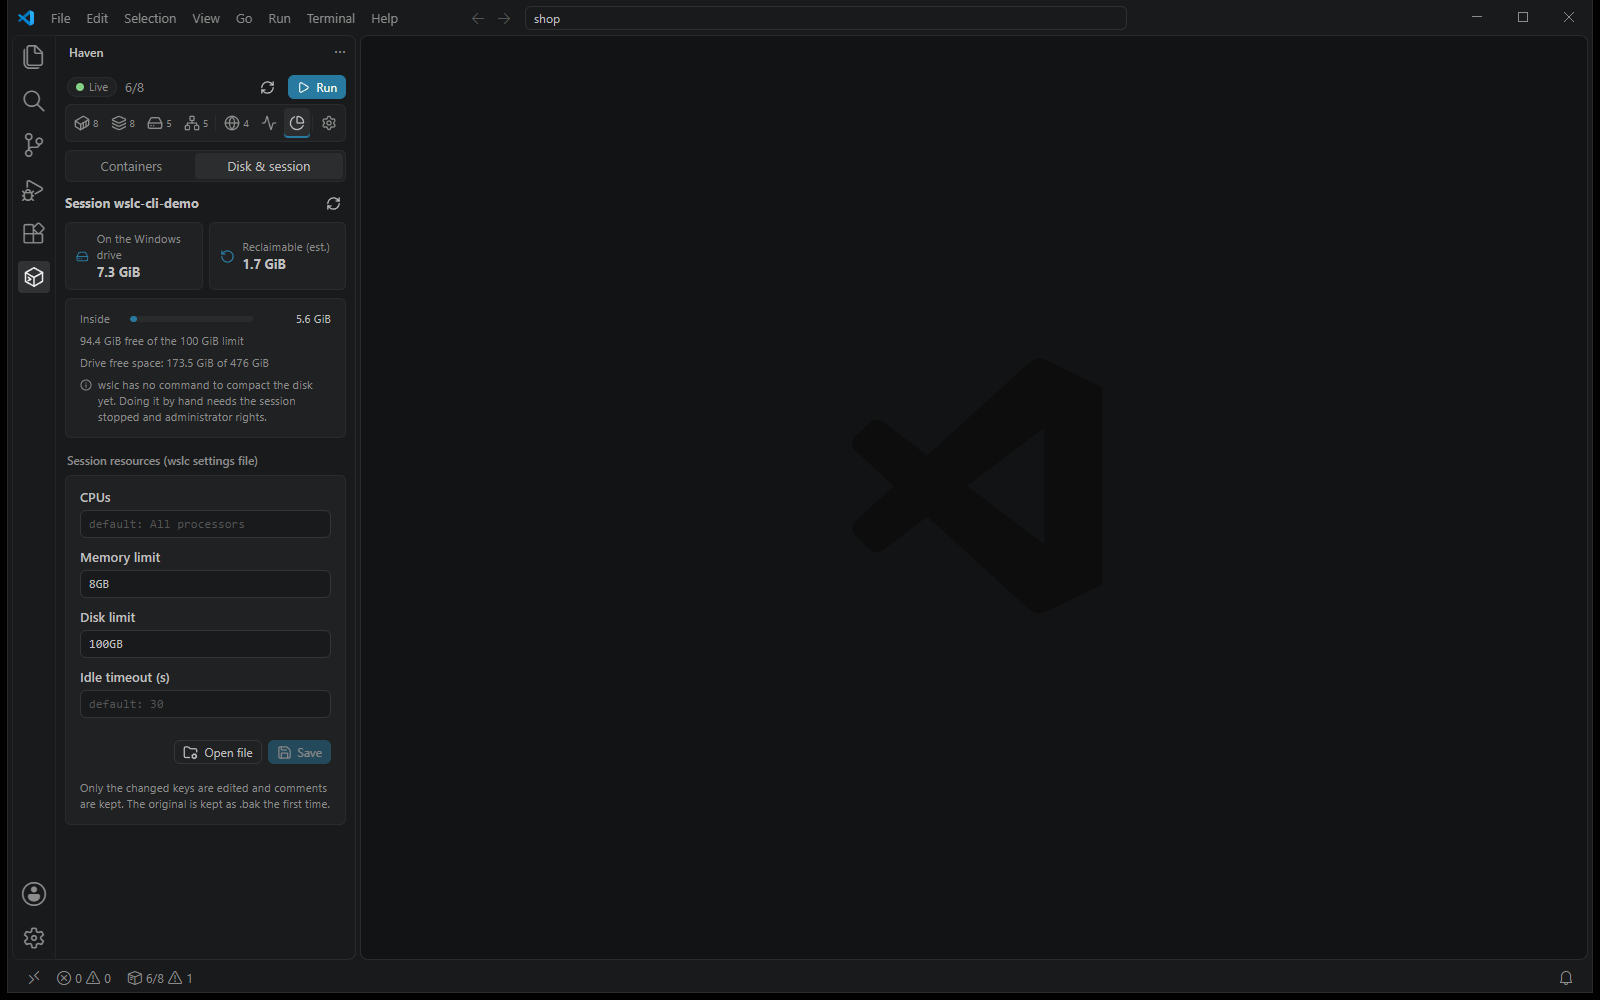 File Edit Selection View Go Run Terminal Help
shop
Haven
Live 6/8
Run
8 8 5 5 4
Containers
Disk & session
Session wslc-cli-demo
On the Windows
drive
7.3 GiB
Reclaimable (est.)
1.7 GiB
Inside
5.6 GiB
94.4 GiB free of the 100 GiB limit
Drive free space: 173.5 GiB of 476 GiB
wslc has no command to compact the disk
yet. Doing it by hand needs the session
stopped and administrator rights.
Session resources (wslc settings file)
CPUs
default: All processors
Memory limit
8GB
Disk limit
100GB
Idle timeout (s)
default: 30
Open file
Save
Only the changed keys are edited and comments
are kept. The original is kept as .bak the first time.
0 0 6/8 1